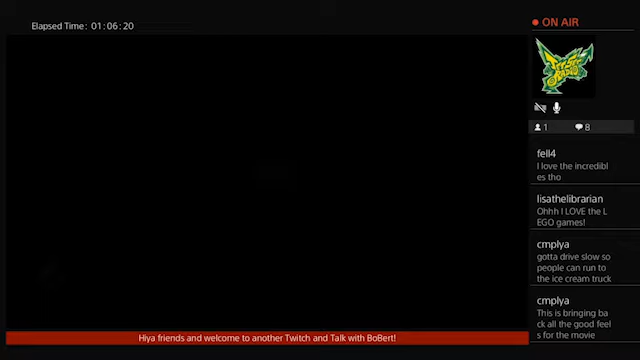 Elapsed Time: 01:06:20
ON AIR
1
8
fell4
I love the incredibl
es tho
lisathelibrarian
Ohhh I LOVE the L
EGO games!
cmplya
gotta drive slow so
people can run to
the ice cream truck
cmplya
This is bringing ba
ck all the good feel
s for the movie
Hiya friends and welcome to another Twitch and Talk with BoBert!